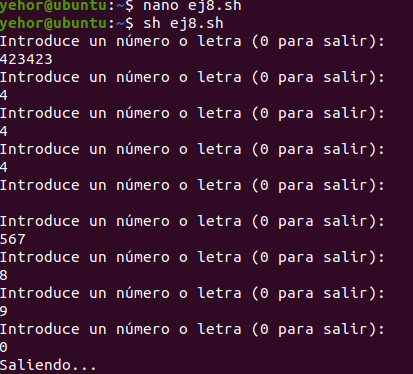 yehor@ubuntu:~$ nano ej8.sh
yehor@ubuntu:~$ sh ej8.sh
Introduce un número o letra (0 para salir):
423423
Introduce un número o letra (0 para salir):
4
Introduce un número o letra (0 para salir):
4
Introduce un número o letra (0 para salir):
4
Introduce un número o letra (0 para salir):

Introduce un número o letra (0 para salir):
567
Introduce un número o letra (0 para salir):
8
Introduce un número o letra (0 para salir):
9
Introduce un número o letra (0 para salir):
0
Saliendo...